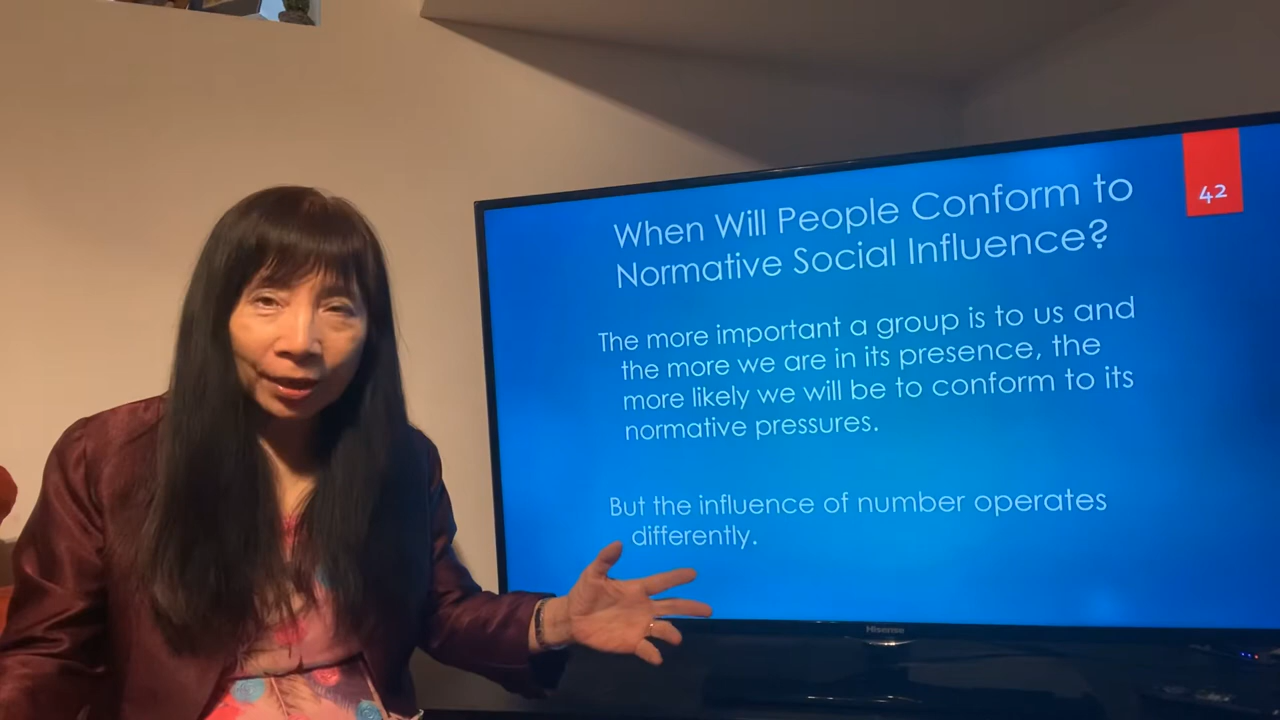 When Will People Conform to
Normative Social Influence?
42
The more important a group is to us and
the more we are in its presence, the
more likely we will be to conform to its
normative pressures.
But the influence of number operates
differently.
Hisense